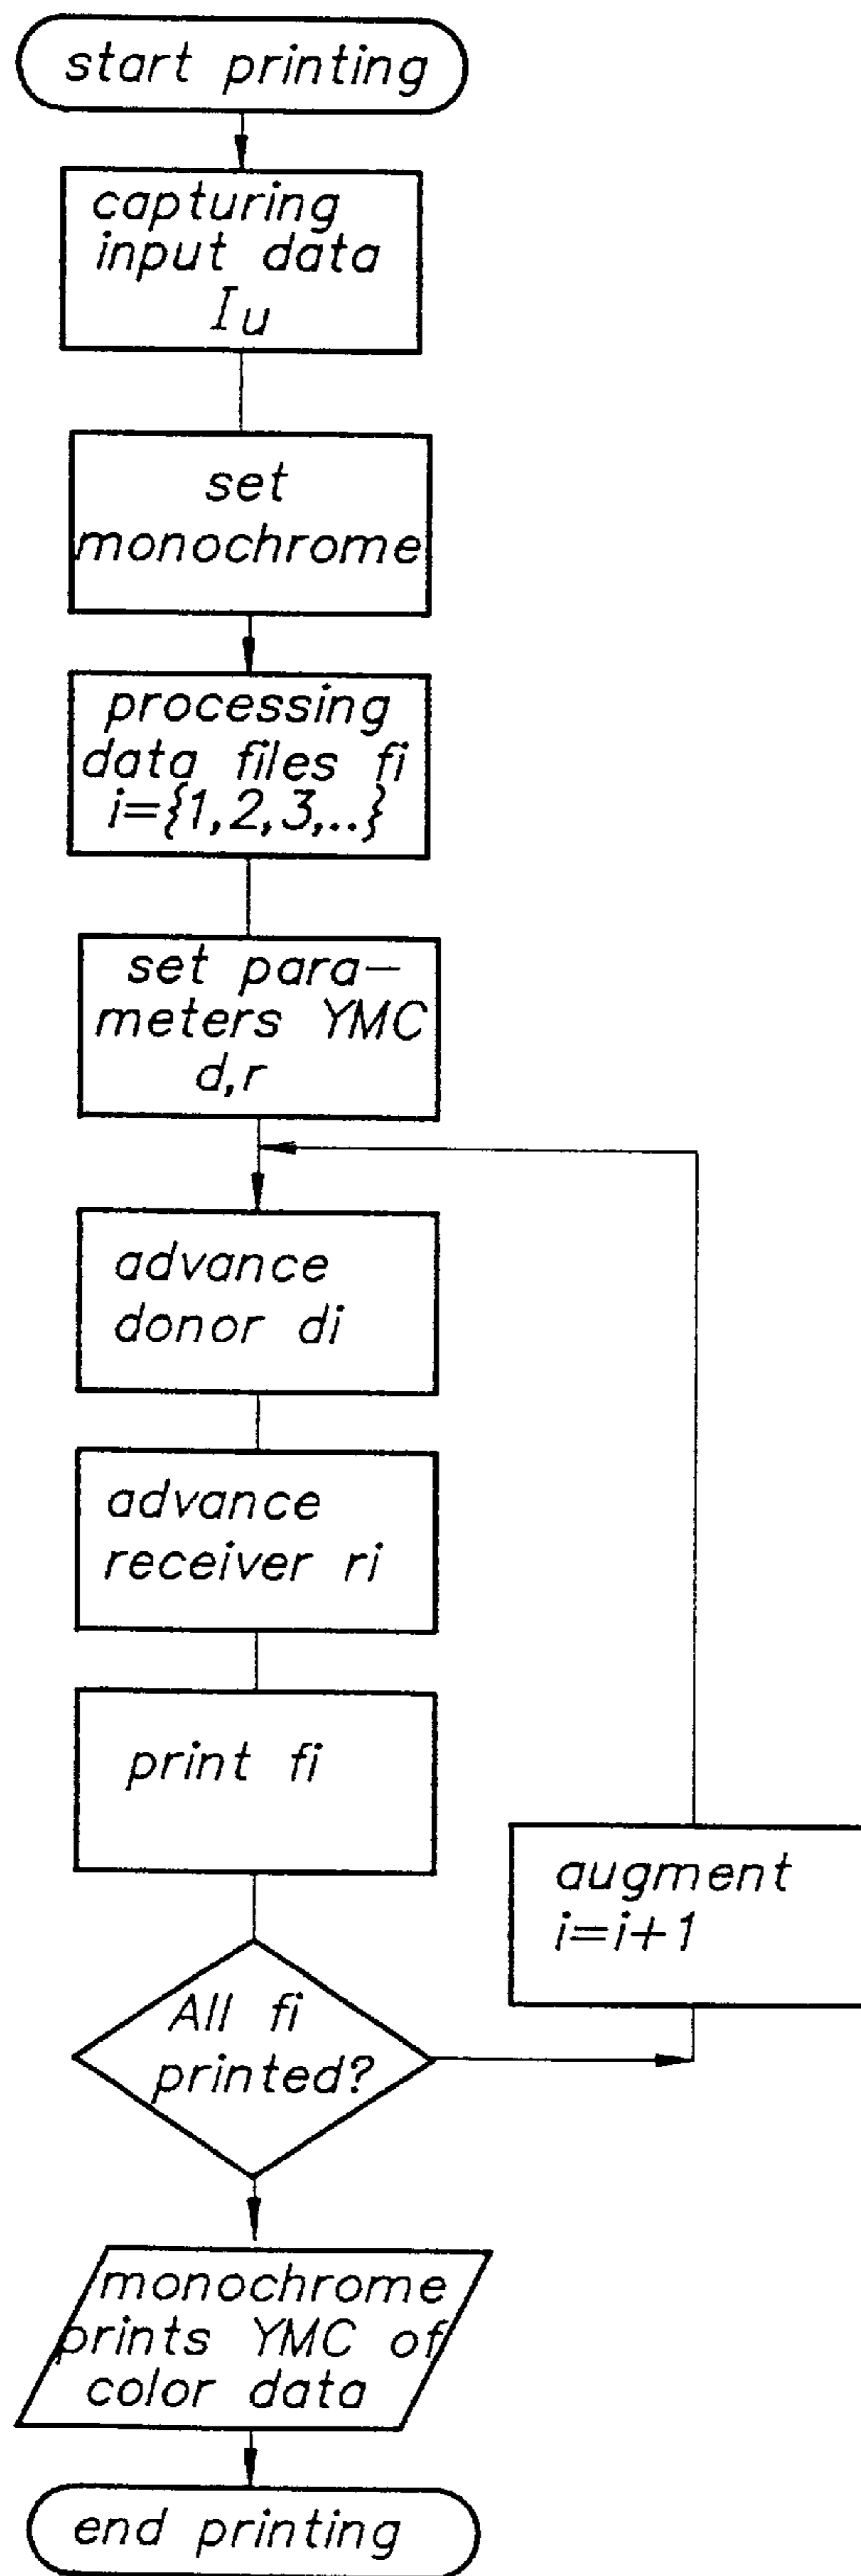 start printing
capturing
input data
Iu
set
monochrome
processing
data files fi
i={1,2,3,..}
set para-
meters YMC
d,r
advance
donor di
advance
receiver ri
print fi
augment
i=i+1
All fi
printed?
monochrome
prints YMC of
color data
end printing